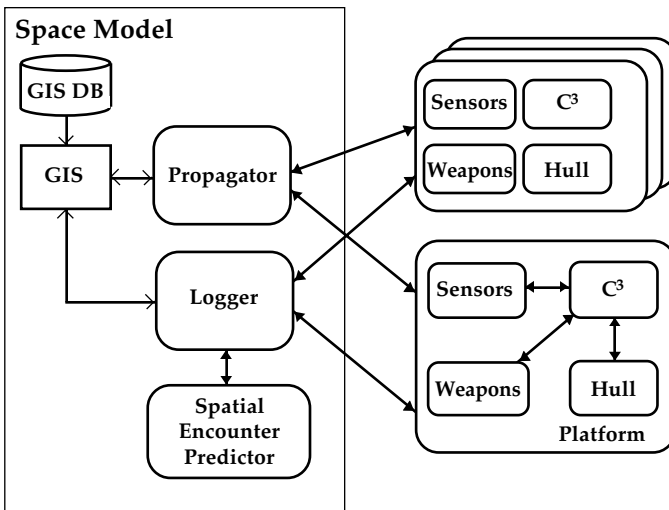 Space Model
GIS DB
GIS
Propagator
Logger
Spatial
Encounter
Predictor
Sensors
C³
Weapons
Hull
Sensors
C³
Weapons
Hull
Platform